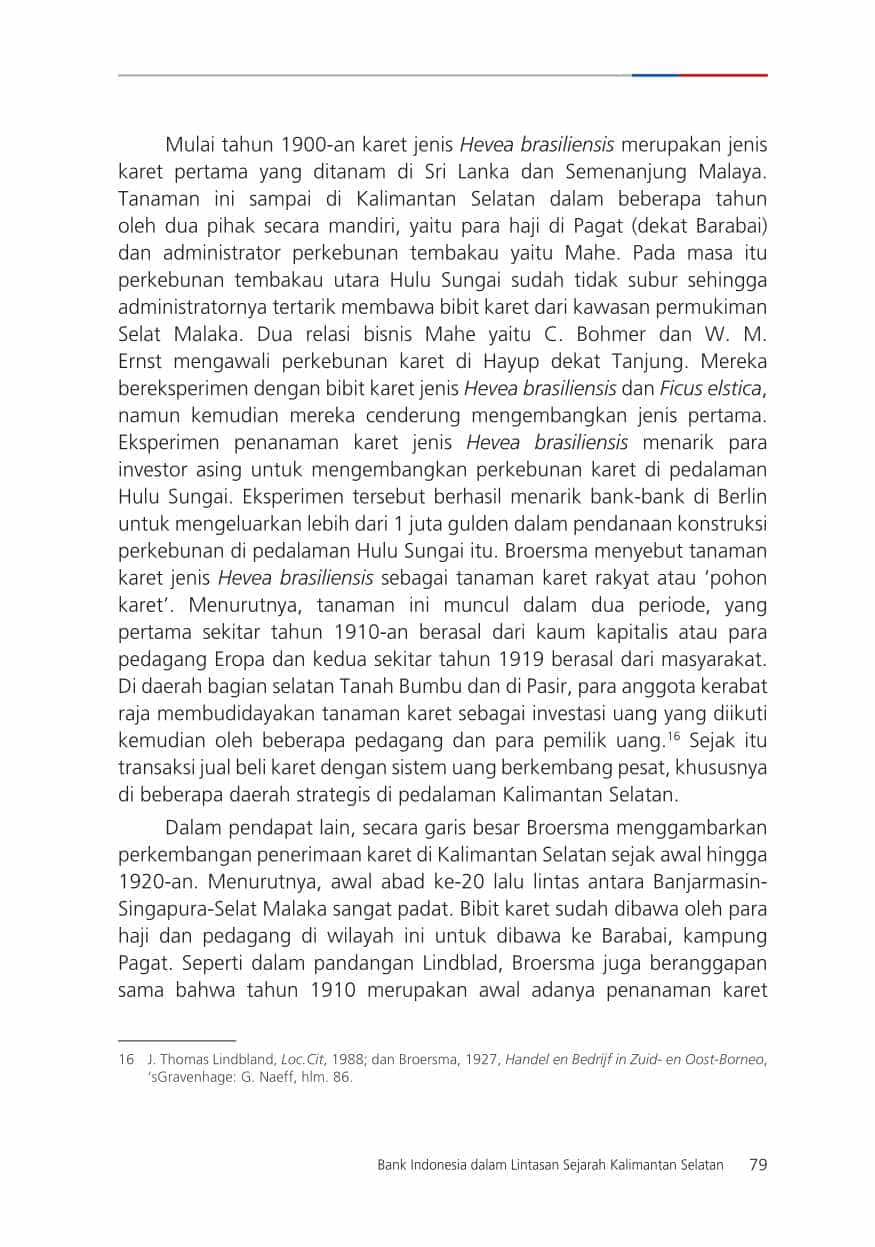 Mulai tahun 1900-an karet jenis Hevea brasiliensis merupakan jenis
karet pertama yang ditanam di Sri Lanka dan Semenanjung Malaya.
Tanaman ini sampai di Kalimantan Selatan dalam beberapa tahun
oleh dua pihak secara mandiri, yaitu para haji di Pagat (dekat Barabai)
dan administrator perkebunan tembakau yaitu Mahe. Pada masa itu
perkebunan tembakau utara Hulu Sungai sudah tidak subur sehingga
administratornya tertarik membawa bibit karet dari kawasan permukiman
Selat Malaka. Dua relasi bisnis Mahe yaitu C. Bohmer dan W. M.
Ernst mengawali perkebunan karet di Hayup dekat Tanjung. Mereka
bereksperimen dengan bibit karet jenis Hevea brasiliensis dan Ficus elstica,
namun kemudian mereka cenderung mengembangkan jenis pertama.
Eksperimen penanaman karet jenis Hevea brasiliensis menarik para
investor asing untuk mengembangkan perkebunan karet di pedalaman
Hulu Sungai. Eksperimen tersebut berhasil menarik bank-bank di Berlin
untuk mengeluarkan lebih dari 1 juta gulden dalam pendanaan konstruksi
perkebunan di pedalaman Hulu Sungai itu. Broersma menyebut tanaman
karet jenis Hevea brasiliensis sebagai tanaman karet rakyat atau ‘pohon
karet’. Menurutnya, tanaman ini muncul dalam dua periode, yang
pertama sekitar tahun 1910-an berasal dari kaum kapitalis atau para
pedagang Eropa dan kedua sekitar tahun 1919 berasal dari masyarakat.
Di daerah bagian selatan Tanah Bumbu dan di Pasir, para anggota kerabat
raja membudidayakan tanaman karet sebagai investasi uang yang diikuti
kemudian oleh beberapa pedagang dan para pemilik uang.16 Sejak itu
transaksi jual beli karet dengan sistem uang berkembang pesat, khususnya
di beberapa daerah strategis di pedalaman Kalimantan Selatan.
Dalam pendapat lain, secara garis besar Broersma menggambarkan
perkembangan penerimaan karet di Kalimantan Selatan sejak awal hingga
1920-an. Menurutnya, awal abad ke-20 lalu lintas antara Banjarmasin-
Singapura-Selat Malaka sangat padat. Bibit karet sudah dibawa oleh para
haji dan pedagang di wilayah ini untuk dibawa ke Barabai, kampung
Pagat. Seperti dalam pandangan Lindblad, Broersma juga beranggapan
sama bahwa tahun 1910 merupakan awal adanya penanaman karet
16 J. Thomas Lindbland, Loc.Cit, 1988; dan Broersma, 1927, Handel en Bedrijf in Zuid- en Oost-Borneo,
‘sGravenhage: G. Naeff, hlm. 86.
Bank Indonesia dalam Lintasan Sejarah Kalimantan Selatan 79